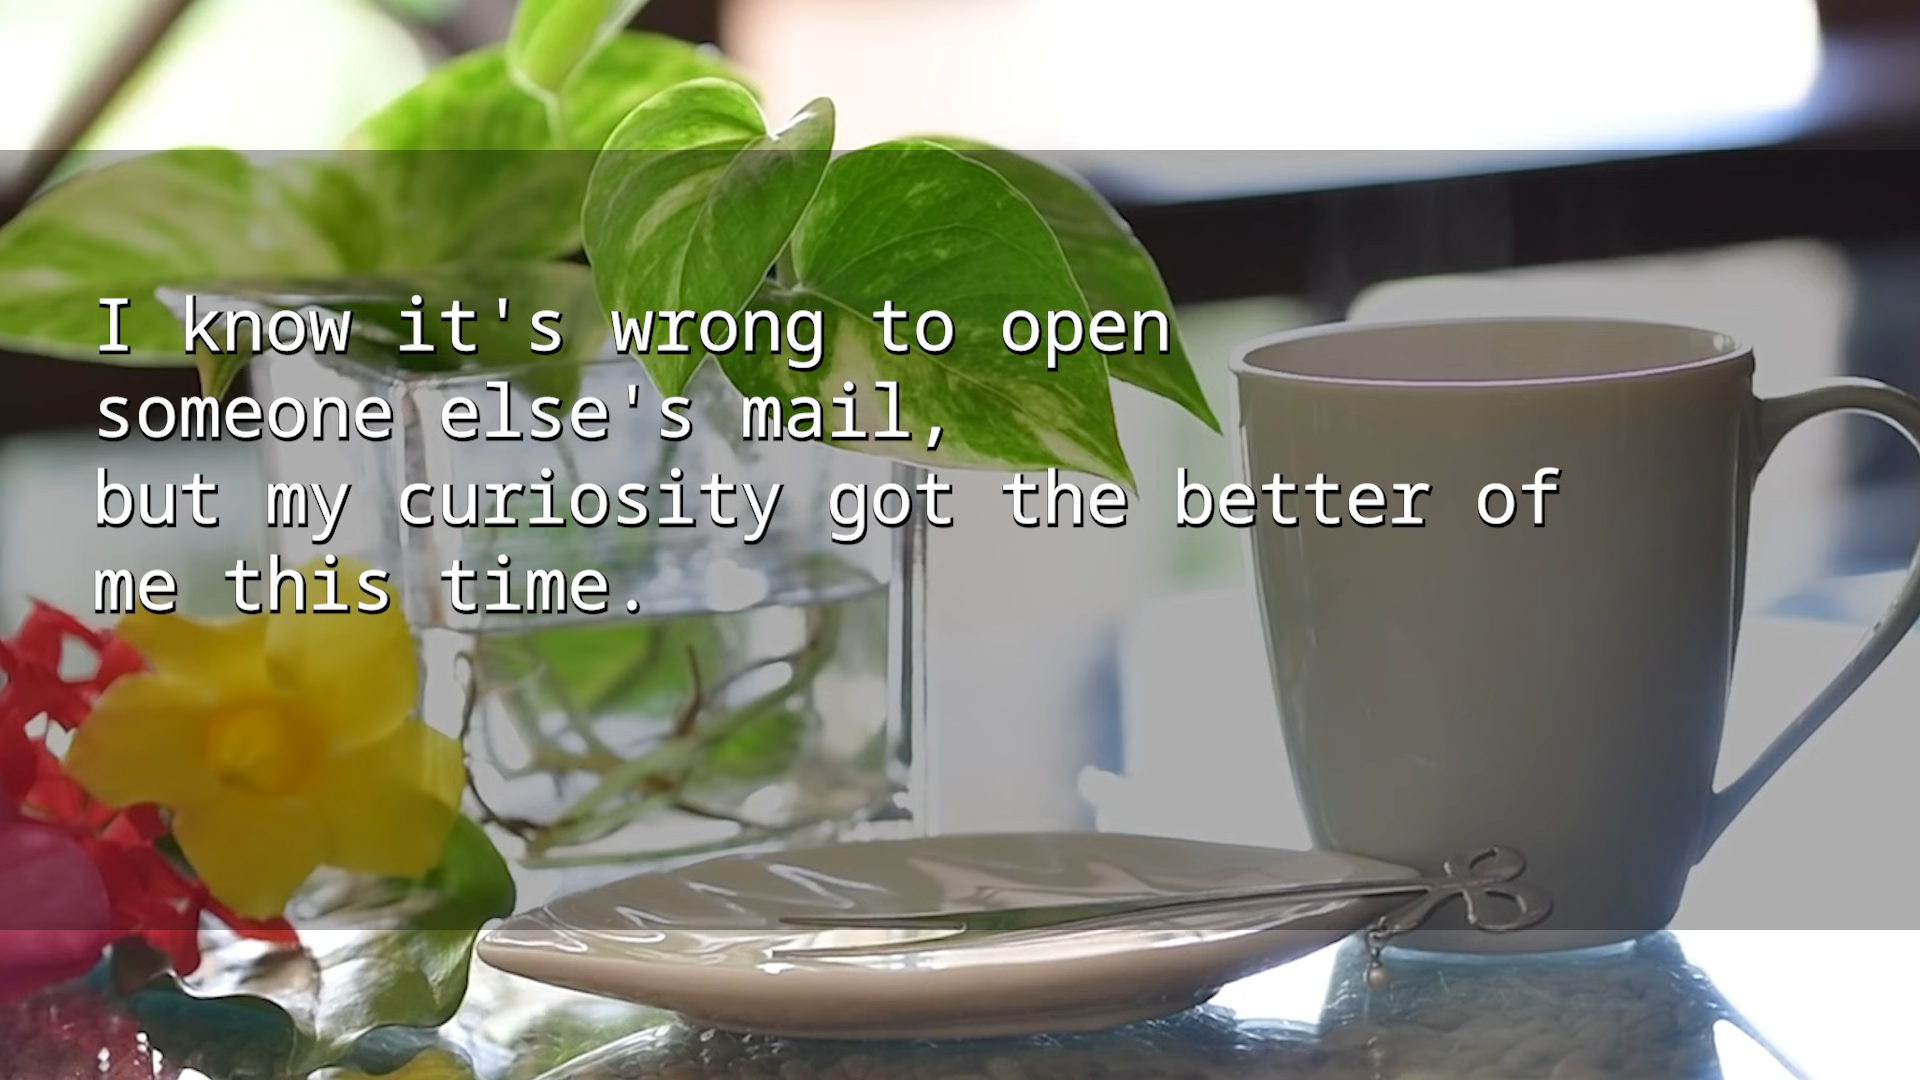 I know it's wrong to open
someone else's mail,
but my curiosity got the better of
me this time.